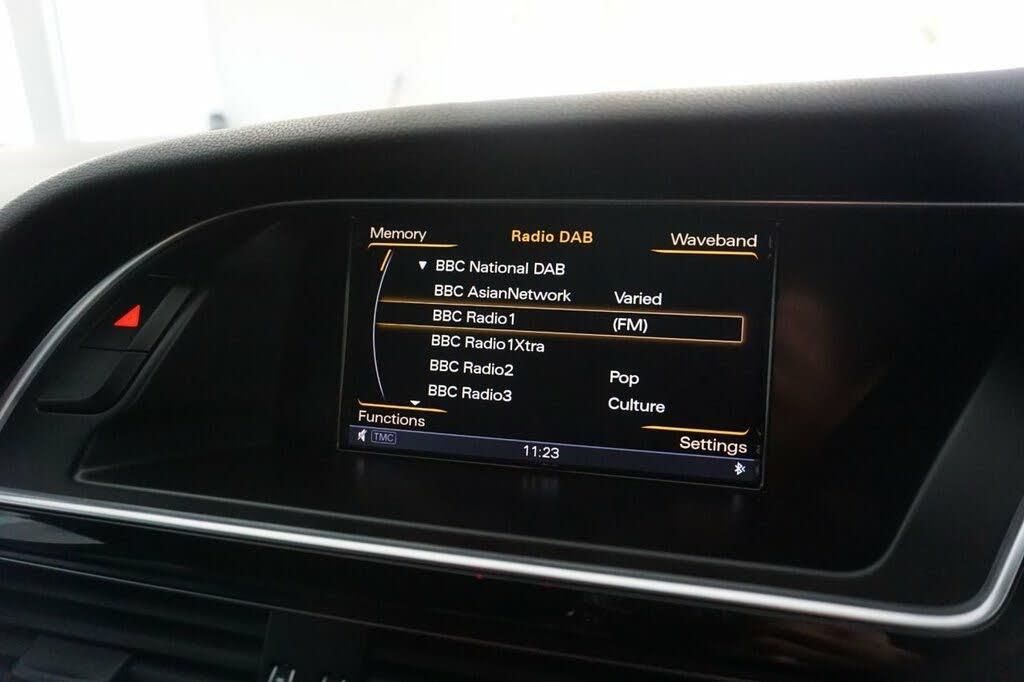 Memory
Radio DAB
Waveband
BBC National DAB
BBC AsianNetwork Varied
BBC Radio1 (FM)
BBC Radio1Xtra
BBC Radio2 Pop
BBC Radio3 Culture
Functions
Settings
TMC
11:23